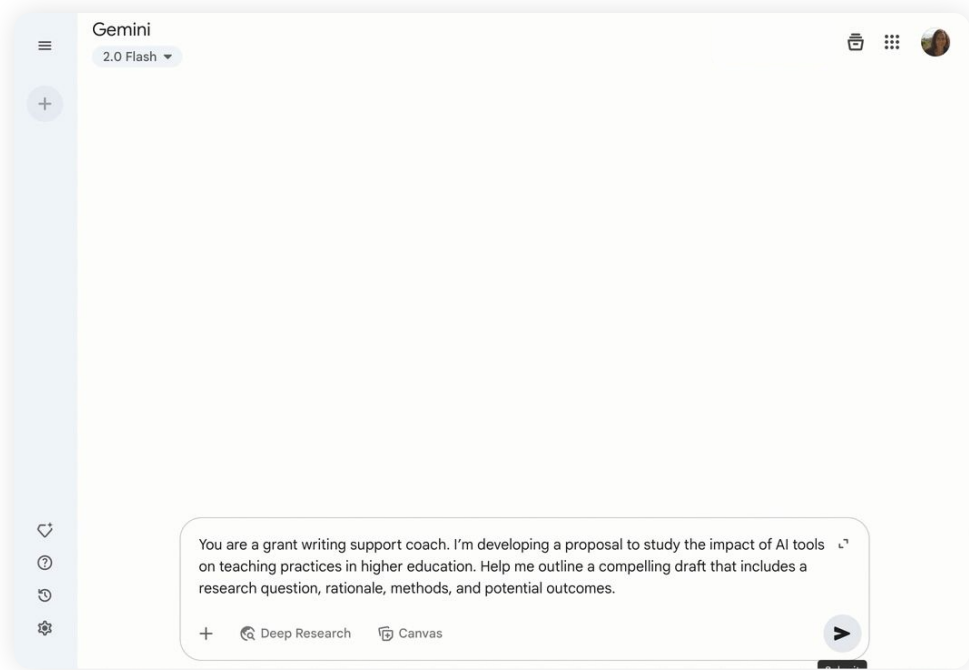 Gemini
2.0 Flash
You are a grant writing support coach. I’m developing a proposal to study the impact of AI tools
on teaching practices in higher education. Help me outline a compelling draft that includes a
research question, rationale, methods, and potential outcomes.
Deep Research
Canvas